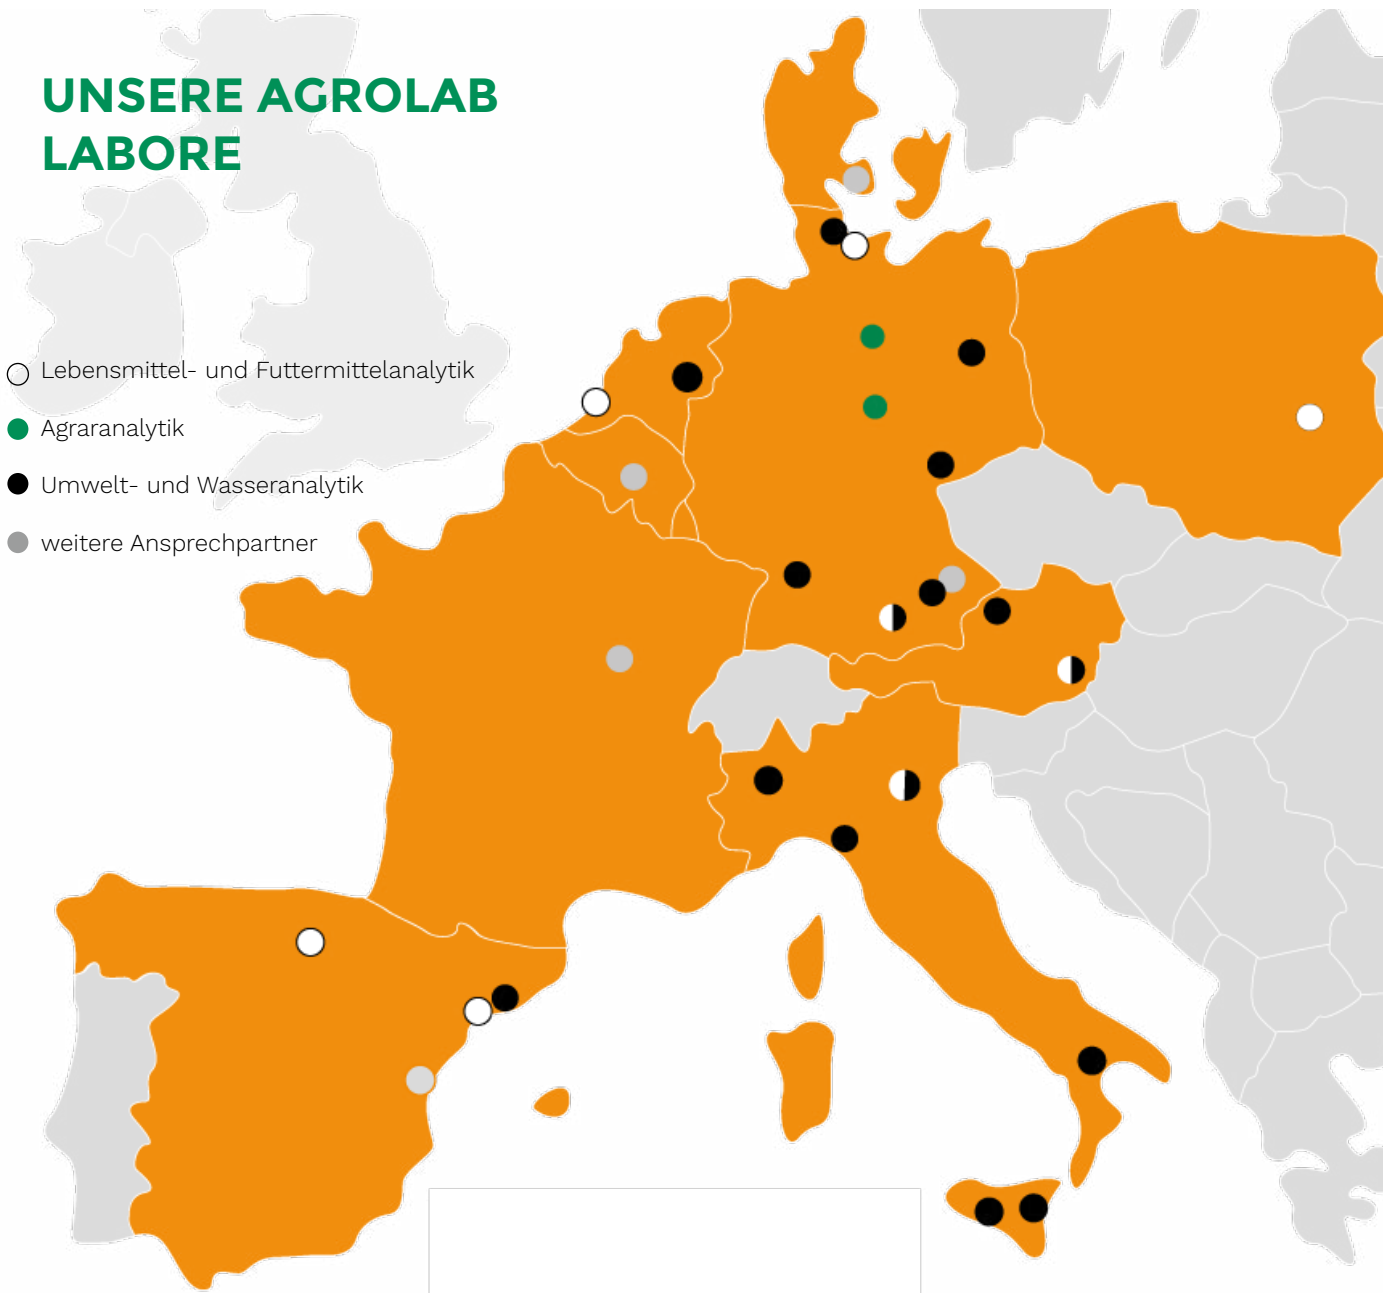 UNSERE AGROLAB
LABORE
Lebensmittel- und Futtermittelanalytik
Agraranalytik
Umwelt- und Wasseranalytik
weitere Ansprechpartner